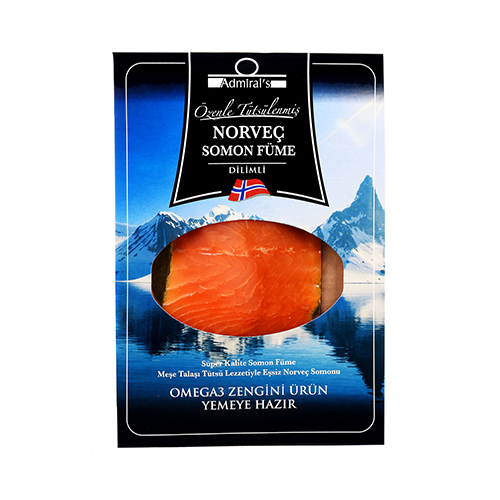 Admiral's
Özenle Tütsülenmiş
NORVEÇ
SOMON FÜME
DİLİMLİ
Süper Kalite Somon Füme
Meşe Talaşı Tütsü Lezzetiyle Eşsiz Norveç Somonu
OMEGA3 ZENGİNİ ÜRÜN
YEMEYE HAZIR